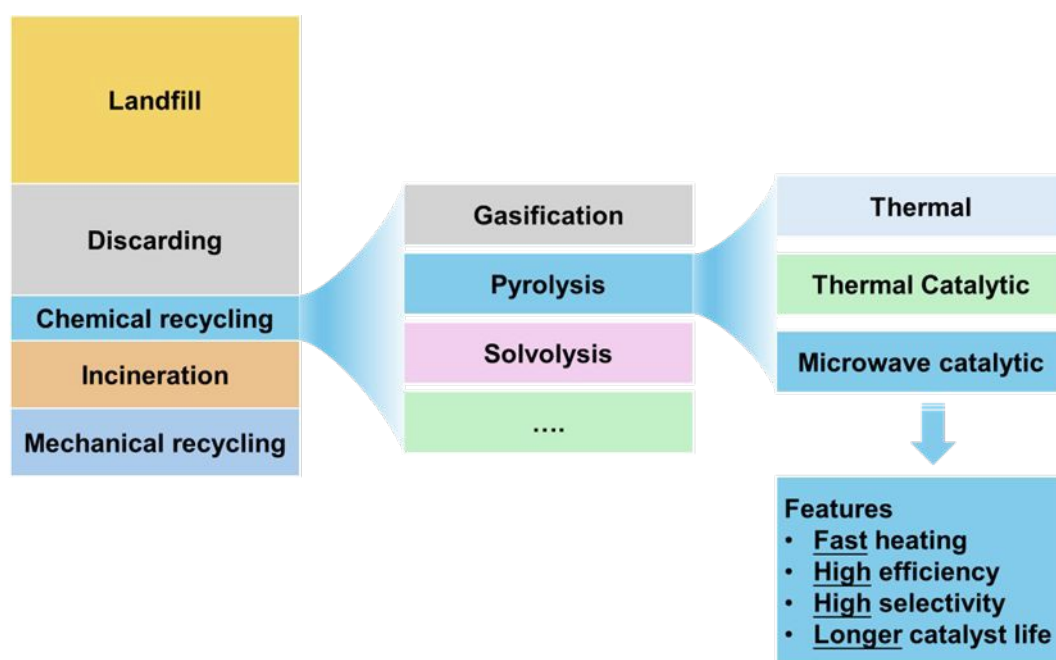 Landfill
Discarding
Chemical recycling
Incineration
Mechanical recycling
Gasification
Pyrolysis
Solvolysis
....
Thermal
Thermal Catalytic
Microwave catalytic
Features
• Fast heating
• High efficiency
• High selectivity
• Longer catalyst life